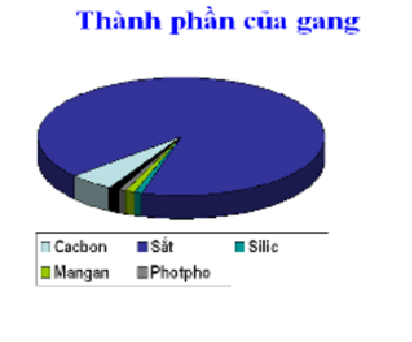 Thành phần của gang
Cacbon Sắt Silic
Mangan Photpho